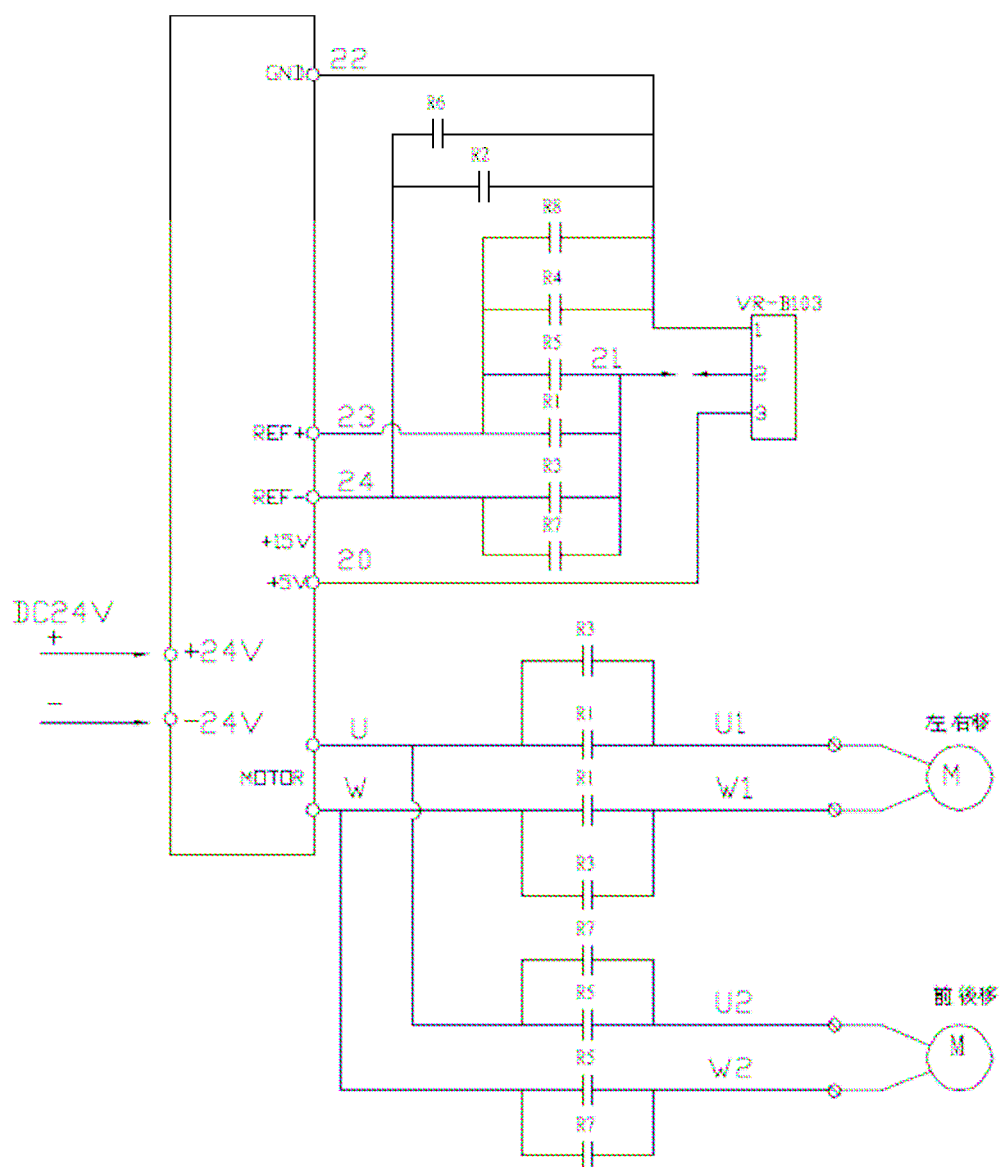 GND 22
R6
R2
R8
R4
VR-B103
1
R5 21
2
R1
3
REF+ 23
R3
REF- 24
R7
+15V
+5V 20
DC24V
+
+24V
-
-24V
R3
R1
U U1
左右移
M
MOTOR
R1
W W1
R3
R7
R5
U2
前後移
M
R5
W2
R7